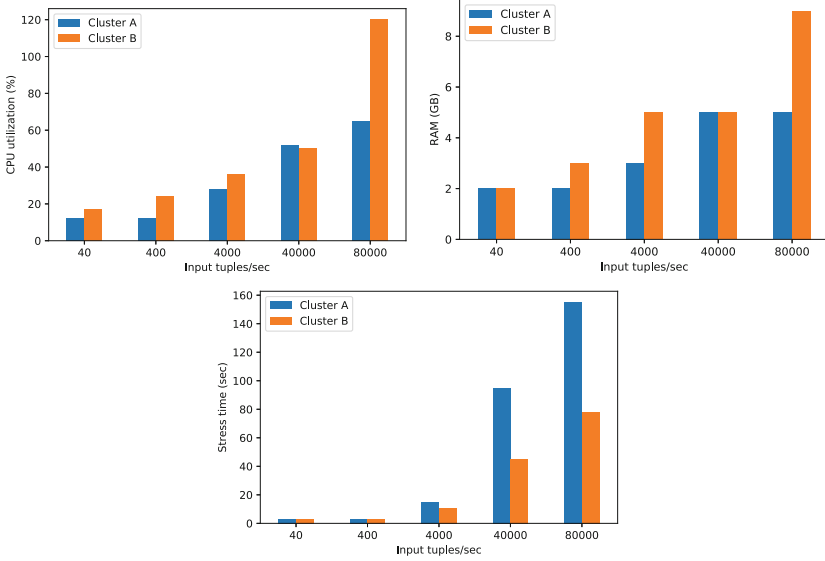 Cluster A
Cluster B
CPU utilization (%)
120
100
80
60
40
20
0
40 400 4000 40000 80000
Input tuples/sec
Cluster A
Cluster B
RAM (GB)
8
6
4
2
0
40 400 4000 40000 80000
Input tuples/sec
Cluster A
Cluster B
Stress time (sec)
160
140
120
100
80
60
40
20
0
40 400 4000 40000 80000
Input tuples/sec